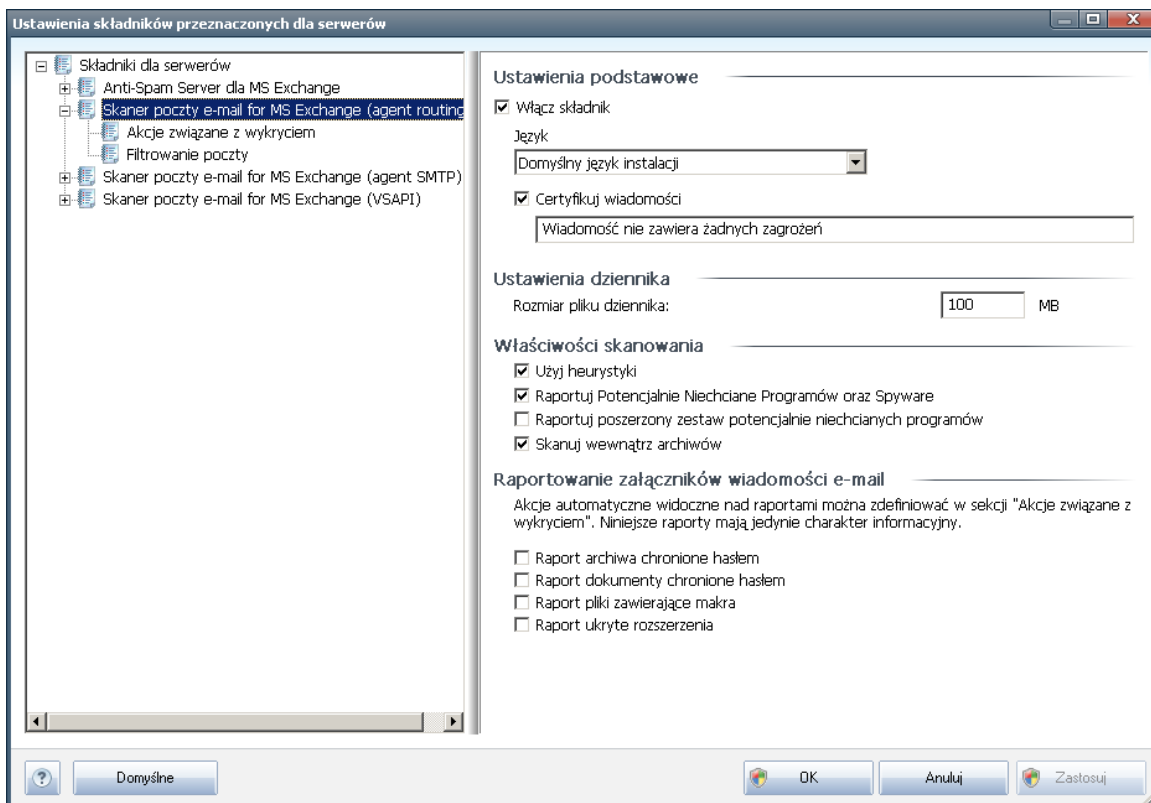 Ustawienia składników przeznaczonych dla serwerów
Składniki dla serwerów
Anti-Spam Server dla MS Exchange
Skaner poczty e-mail for MS Exchange (agent routing
Akcje związane z wykryciem
Filtrowanie poczty
Skaner poczty e-mail for MS Exchange (agent SMTP)
Skaner poczty e-mail for MS Exchange (VSAPI)
Ustawienia podstawowe
Włącz składnik
Język
Domyślny język instalacji
Certyfikuj wiadomości
Wiadomość nie zawiera żadnych zagrożeń
Ustawienia dziennika
Rozmiar pliku dziennika: 100 MB
Właściwości skanowania
Użyj heurystyki
Raportuj Potencjalnie Niechciane Programów oraz Spyware
Raportuj poszerzony zestaw potencjalnie niechcianych programów
Skanuj wewnątrz archiwów
Raportowanie załączników wiadomości e-mail
Akcje automatyczne widoczne nad raportami można zdefiniować w sekcji "Akcje związane z
wykryciem". Niniejsze raporty mają jedynie charakter informacyjny.
Raport archiwa chronione hasłem
Raport dokumenty chronione hasłem
Raport pliki zawierające makra
Raport ukryte rozszerzenia
? Domyślne OK Anuluj Zastosuj